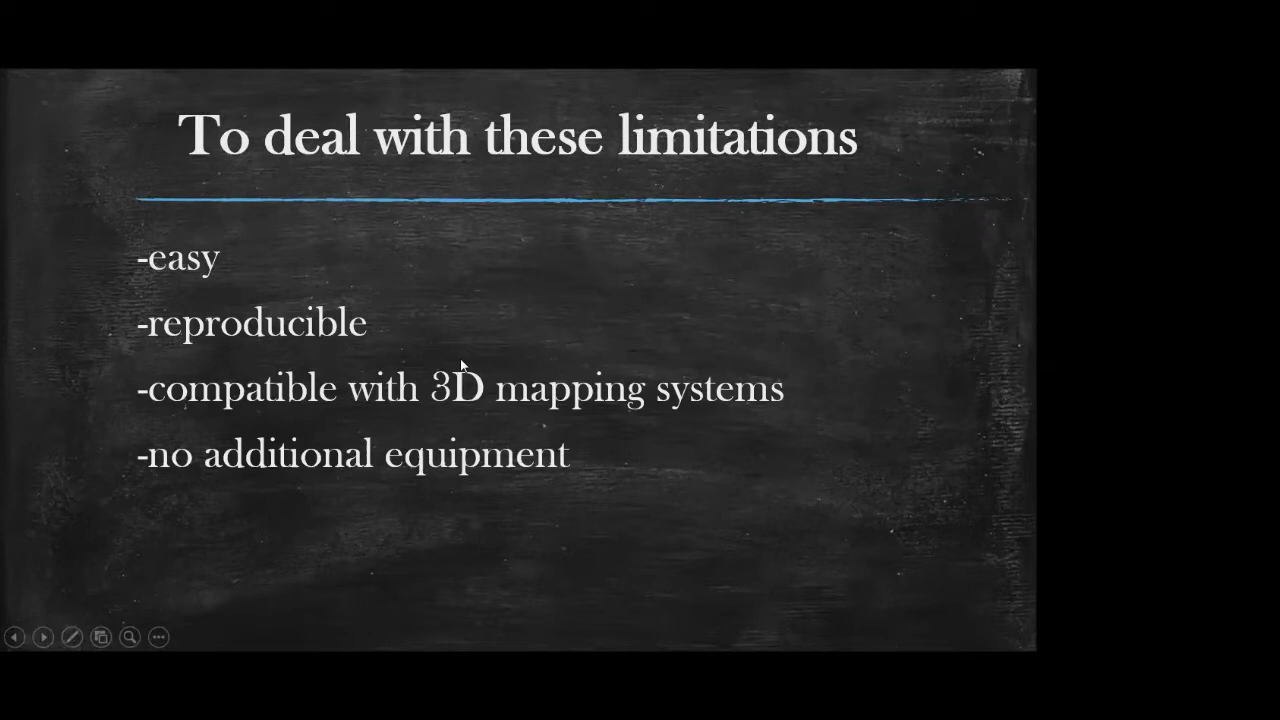 To deal with these limitations
-easy
-reproducible
-compatible with 3D mapping systems
-no additional equipment